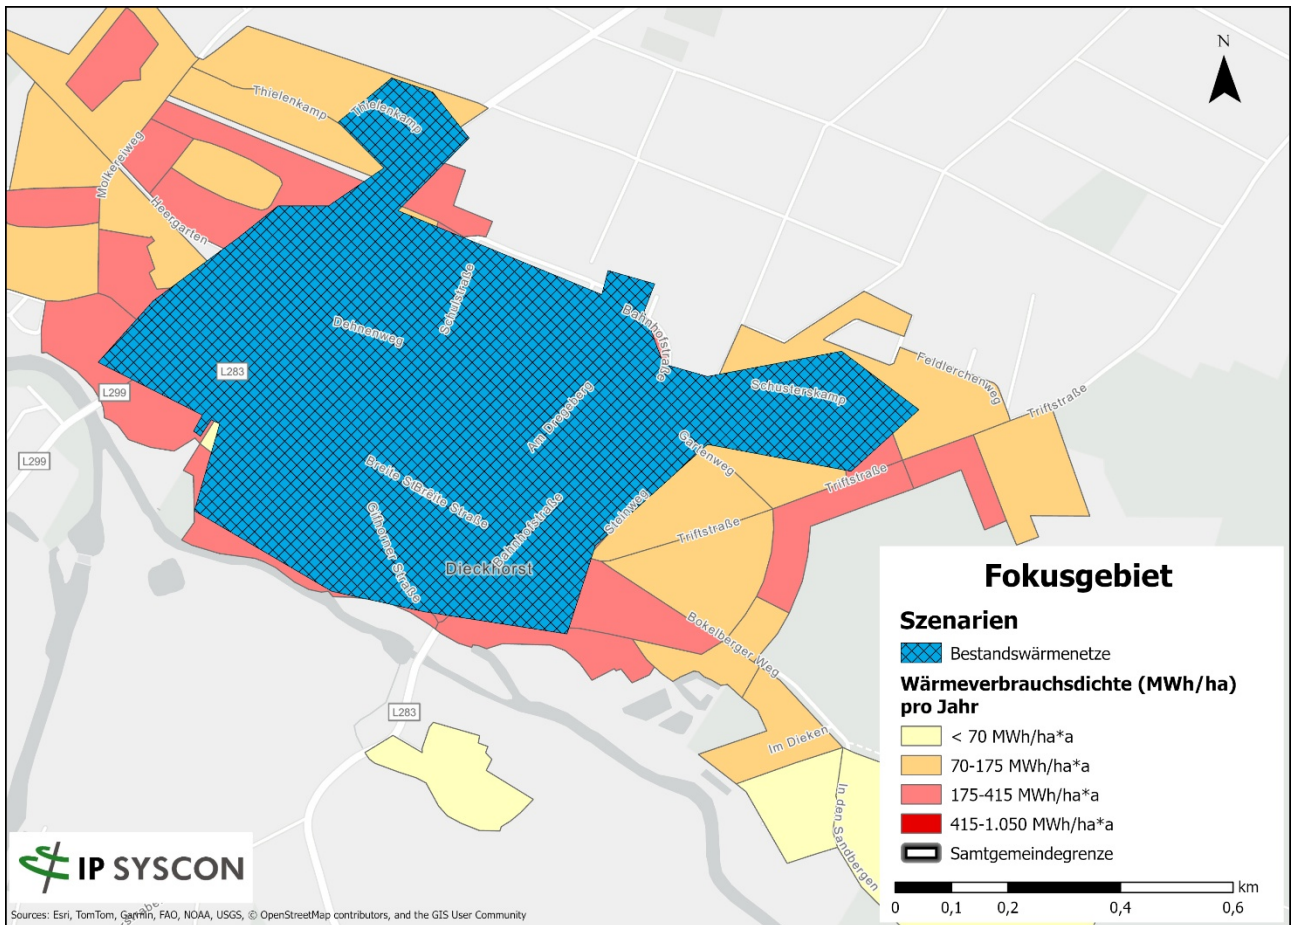 N
Thielenkamp
Thielenkamp
Molkereiweg
Heergarten
Schulstraße
Dehnenweg
Bahnhofstraße
L283
L299
L299
Schusterskamp
Feldlerchenweg
Triftstraße
Am Dregeberg
Gartenweg
Breite St
Breite Straße
Steinweg
Triftstraße
Triftstraße
Gifhorner Straße
Bahnhofstraße
Dieckhorst
Bokelberger Weg
L283
Im Dieken
In den Sandbergen
Fokusgebiet
Szenarien
Bestandswärmenetze
Wärmeverbrauchsdichte (MWh/ha)
pro Jahr
< 70 MWh/ha*a
70-175 MWh/ha*a
175-415 MWh/ha*a
415-1.050 MWh/ha*a
Samtgemeindegrenze
km
0 0,1 0,2 0,4 0,6
IP SYSCON
Sources: Esri, TomTom, Garmin, FAO, NOAA, USGS, © OpenStreetMap contributors, and the GIS User Community